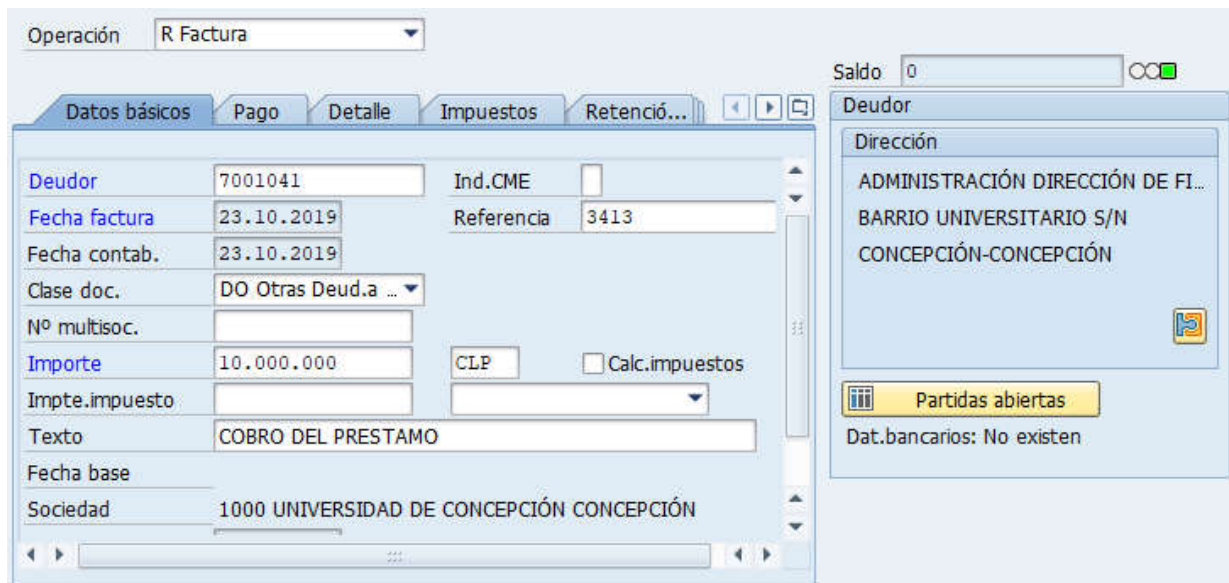 Operación R Factura
Saldo 0
Datos básicos Pago Detalle Impuestos Retenció...
Deudor 7001041 Ind.CME
Fecha factura 23.10.2019 Referencia 3413
Fecha contab. 23.10.2019
Clase doc. DO Otras Deud.a ...
Nº multisoc.
Importe 10.000.000 CLP Calc.impuestos
Impte.impuesto
Texto COBRO DEL PRESTAMO
Fecha base
Sociedad 1000 UNIVERSIDAD DE CONCEPCIÓN CONCEPCIÓN
Deudor
Dirección
ADMINISTRACIÓN DIRECCIÓN DE FI...
BARRIO UNIVERSITARIO S/N
CONCEPCIÓN-CONCEPCIÓN
Partidas abiertas
Dat.bancarios: No existen